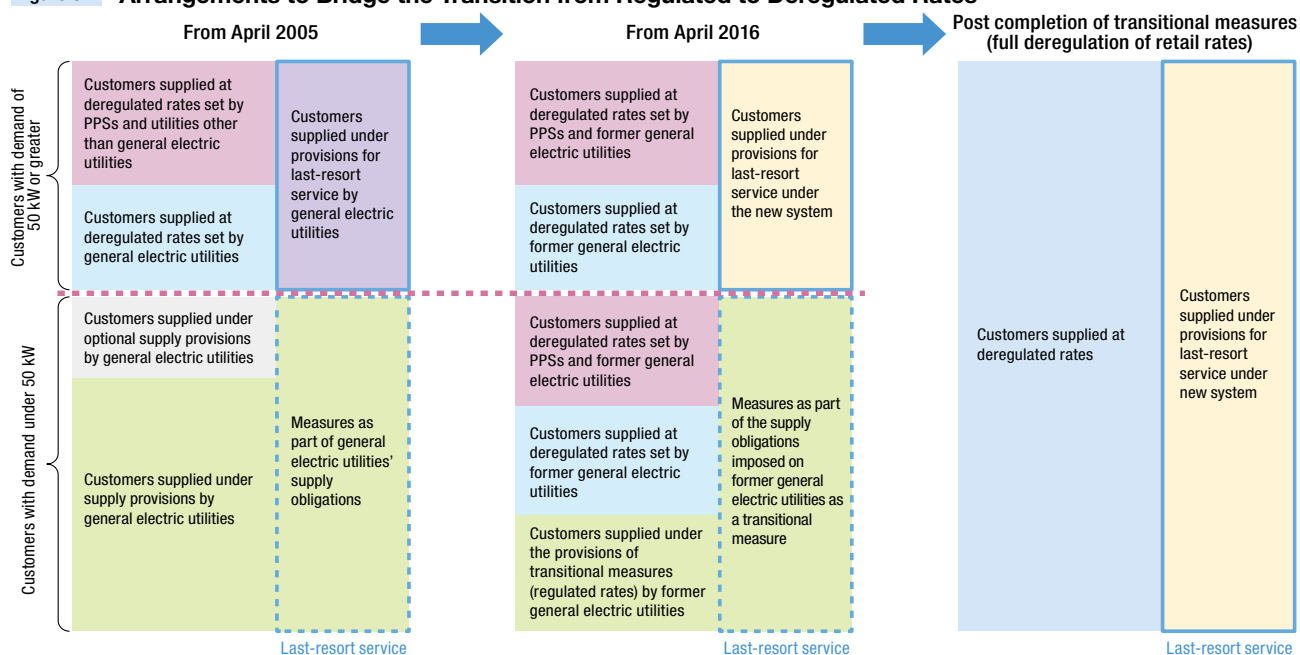 Arrangements to Bridge the Transition from Regulated to Deregulated Rates
From April 2005
From April 2016
Post completion of transitional measures
(full deregulation of retail rates)
Customers with demand of
50 kW or greater
Customers supplied at
deregulated rates set by
PPSs and utilities other
than general electric
utilities
Customers supplied at
deregulated rates set by
general electric utilities
Customers
supplied under
provisions for
last-resort
service by
general electric
utilities
Customers supplied at
deregulated rates set by
PPSs and former general
electric utilities
Customers supplied at
deregulated rates set by
former general electric
utilities
Customers
supplied under
provisions for
last-resort
service under
the new system
Customers with demand under 50 kW
Customers supplied under
optional supply provisions
by general electric utilities
Customers supplied under
supply provisions by
general electric utilities
Measures as
part of general
electric utilities'
supply
obligations
Customers supplied at
deregulated rates set by
PPSs and former general
electric utilities
Customers supplied at
deregulated rates set by
former general electric
utilities
Customers supplied under
the provisions of
transitional measures
(regulated rates) by former
general electric utilities
Measures as part
of the supply
obligations
imposed on
former general
electric utilities as
a transitional
measure
Customers supplied at
deregulated rates
Customers
supplied under
provisions for
last-resort
service under
new system
Last-resort service
Last-resort service
Last-resort service